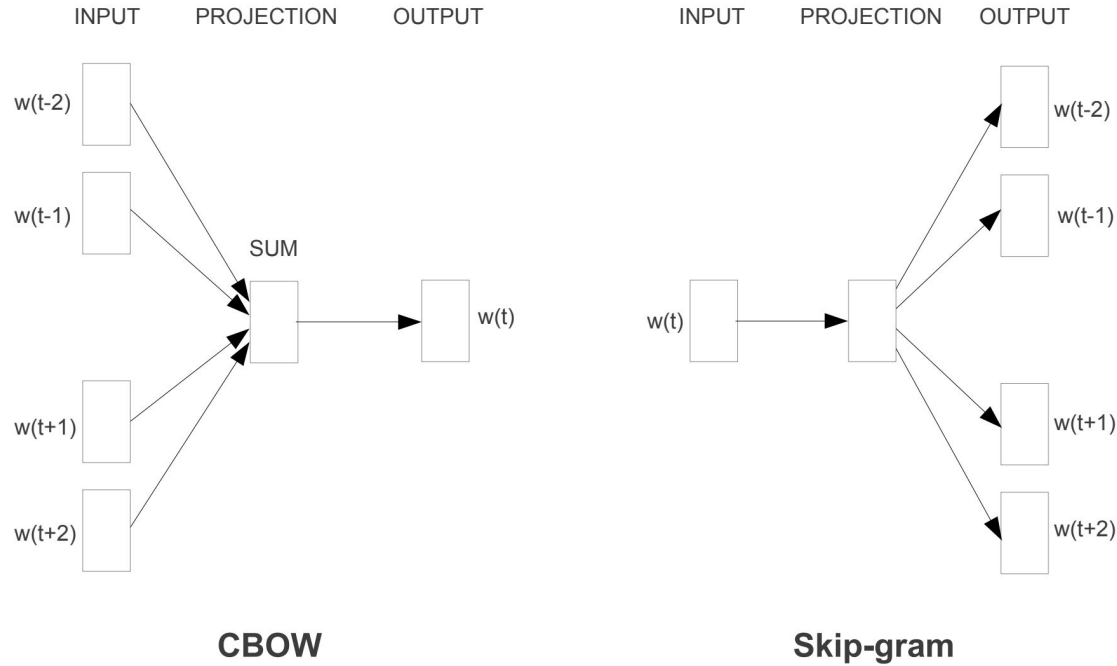 INPUT PROJECTION OUTPUT
w(t-2)
w(t-1)
SUM
w(t)
w(t+1)
w(t+2)
CBOW
INPUT PROJECTION OUTPUT
w(t-2)
w(t-1)
w(t)
w(t+1)
w(t+2)
Skip-gram